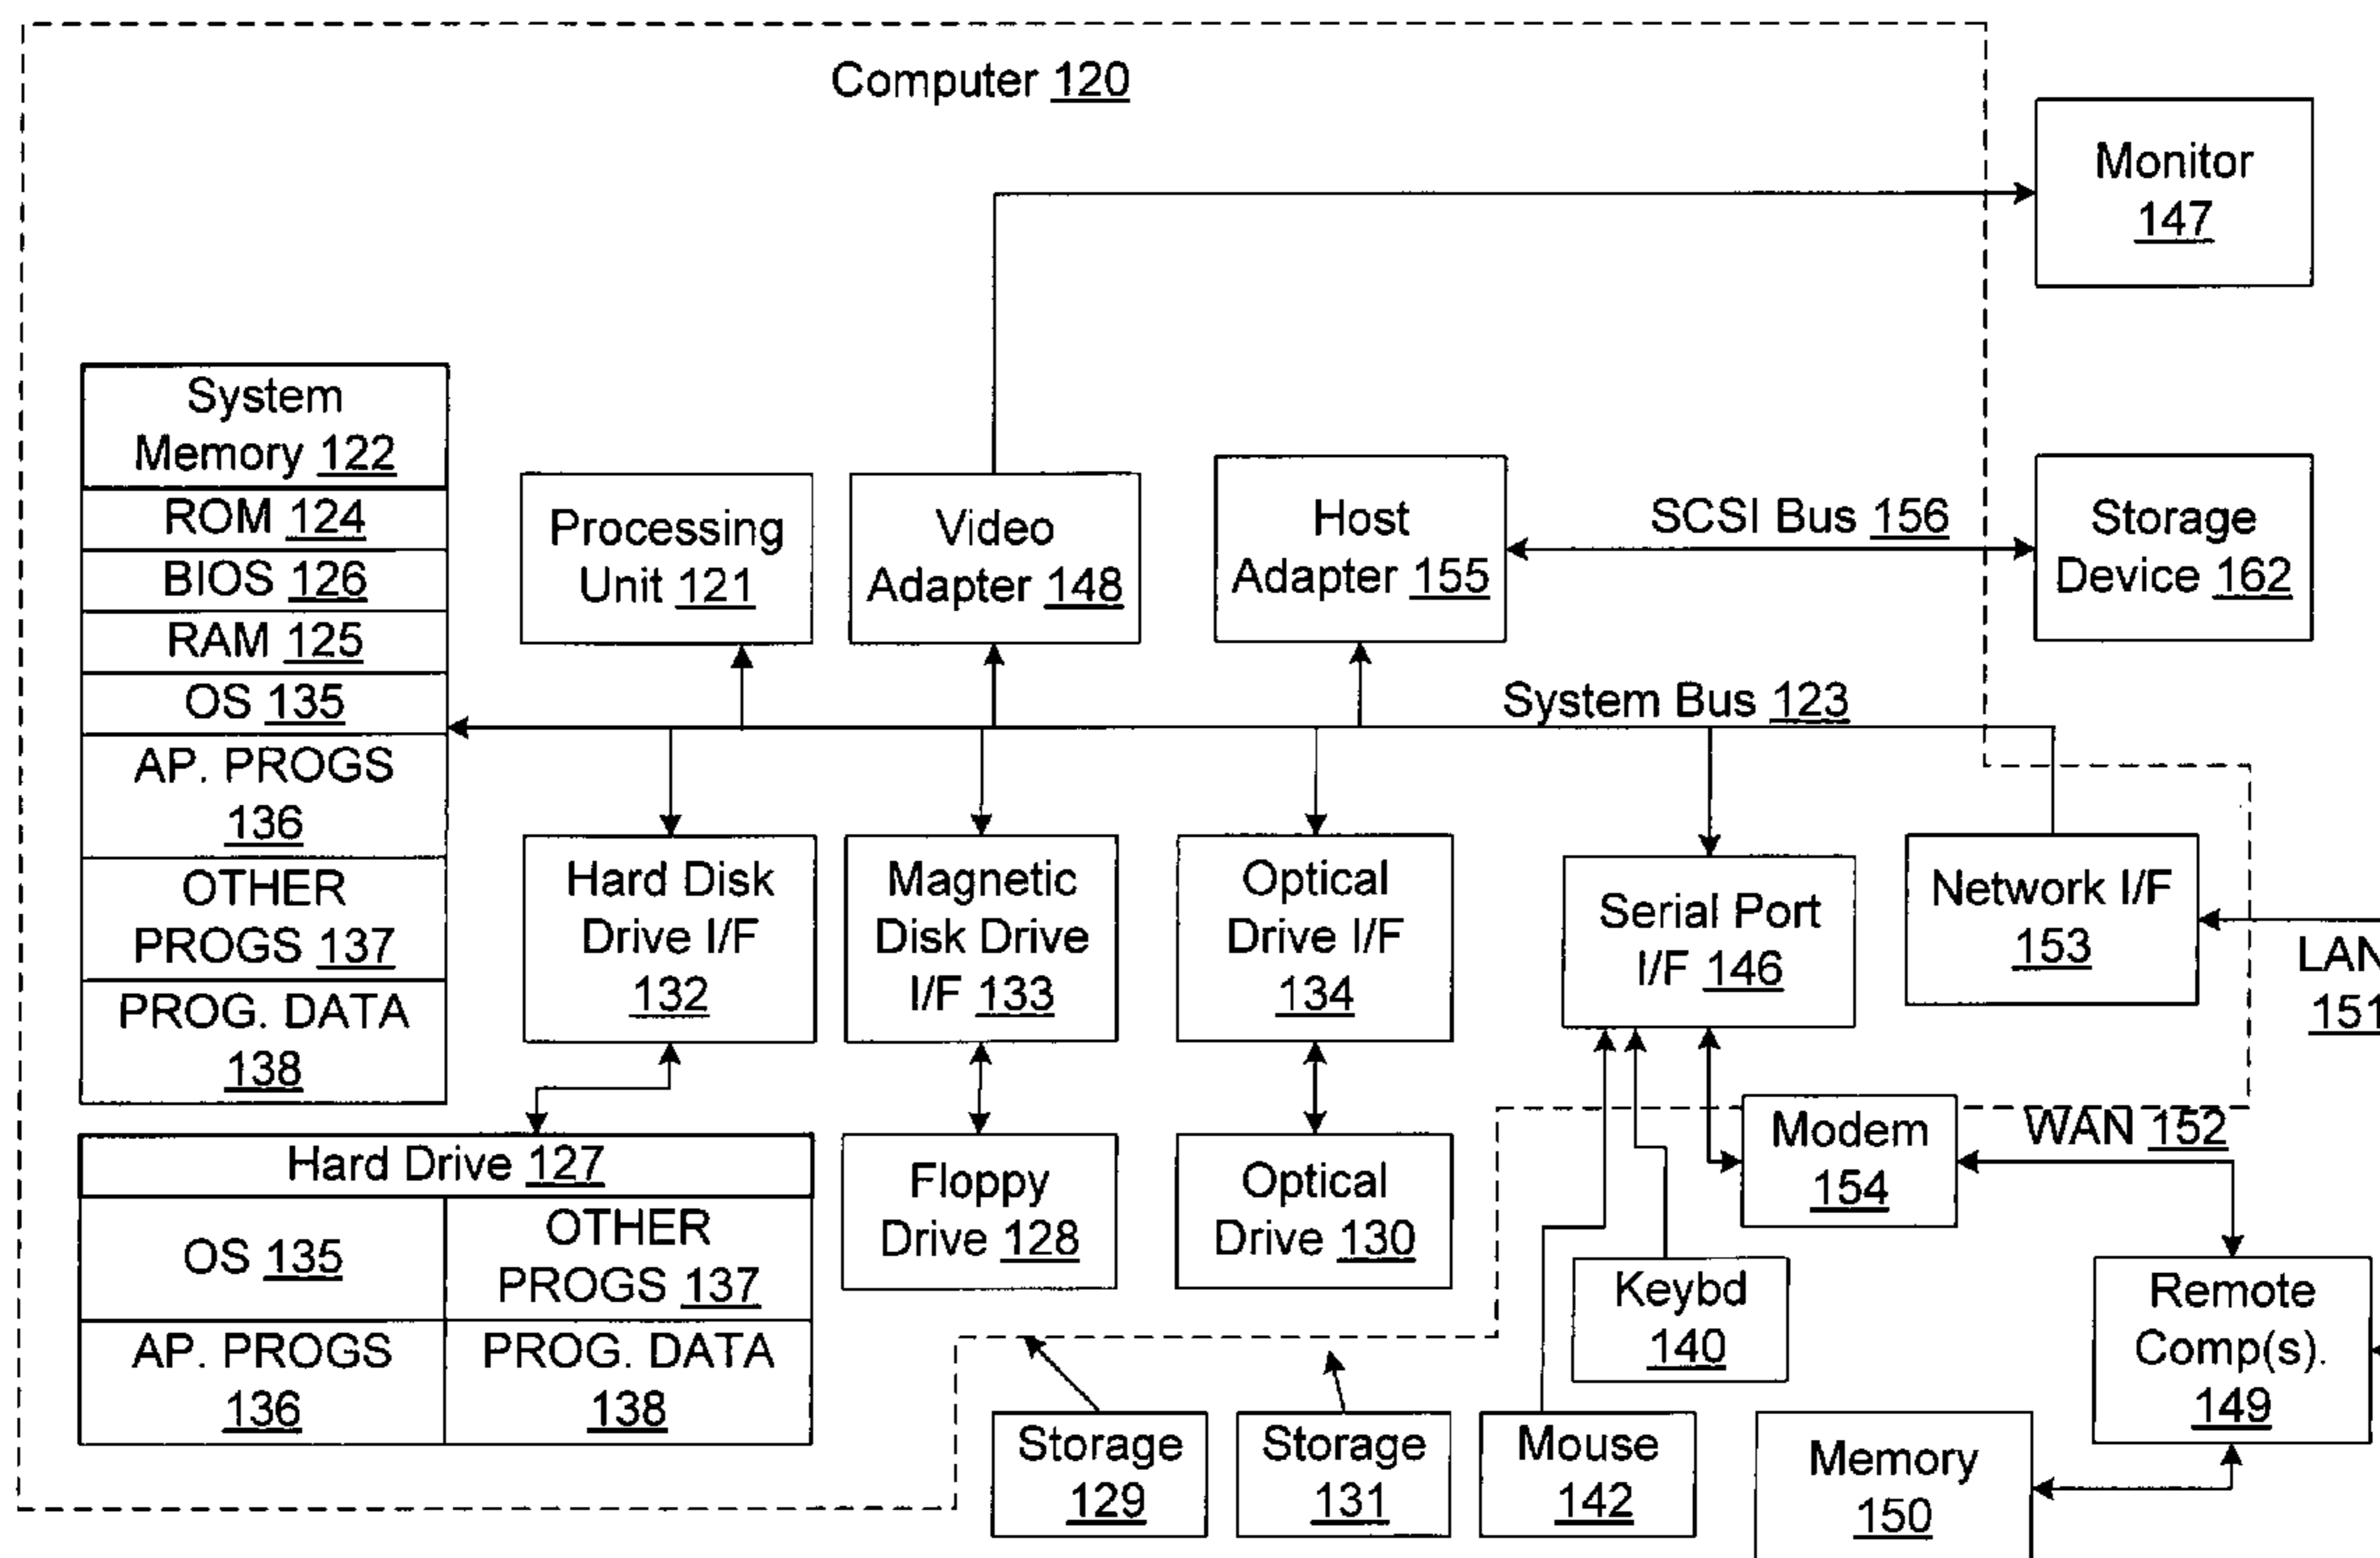 Computer 120
Monitor
147
System
Memory 122
ROM 124
BIOS 126
RAM 125
OS 135
AP. PROGS
136
OTHER
PROGS 137
PROG. DATA
138
Processing
Unit 121
Video
Adapter 148
Host
Adapter 155
SCSI Bus 156
Storage
Device 162
System Bus 123
Hard Disk
Drive I/F
132
Magnetic
Disk Drive
I/F 133
Optical
Drive I/F
134
Serial Port
I/F 146
Network I/F
153
LAN
151
Hard Drive 127
OS 135
OTHER
PROGS 137
AP. PROGS
136
PROG. DATA
138
Floppy
Drive 128
Optical
Drive 130
Modem
154
WAN 152
Keybd
140
Remote
Comp(s).
149
Storage
129
Storage
131
Mouse
142
Memory
150